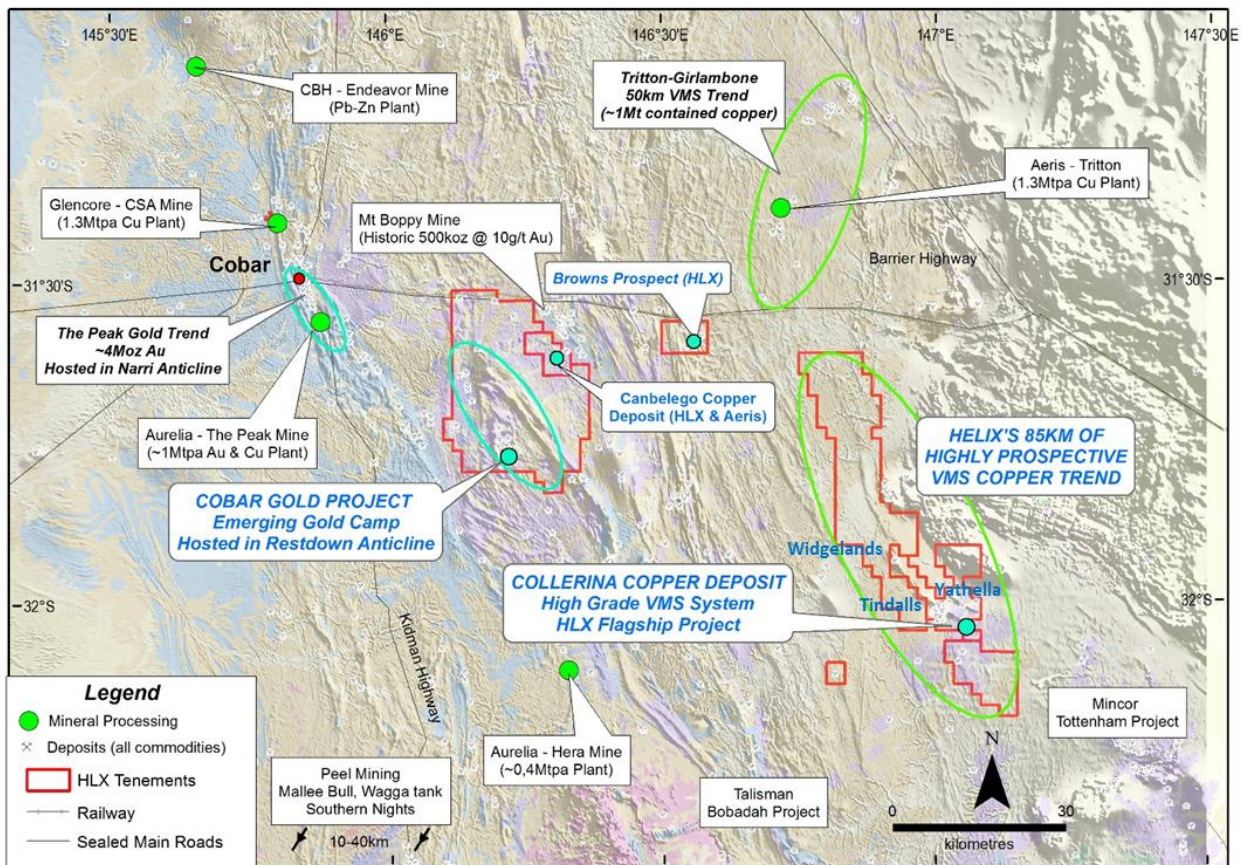 145°30'E
146°E
146°30'E
147°E
147°30'E
CBH - Endeavor Mine
(Pb-Zn Plant)
Tritton-Girlambone
50km VMS Trend
(~1Mt contained copper)
Aeris - Tritton
(1.3Mtpa Cu Plant)
Glencore - CSA Mine
(1.3Mtpa Cu Plant)
Mt Boppy Mine
(Historic 500koz @ 10g/t Au)
Cobar
Barrier Highway
Browns Prospect (HLX)
31°30'S
31°30'S
The Peak Gold Trend
~4Moz Au
Hosted in Narri Anticline
Canbelego Copper
Deposit (HLX & Aeris)
Aurelia - The Peak Mine
(~1Mtpa Au & Cu Plant)
HELIX'S 85KM OF
HIGHLY PROSPECTIVE
VMS COPPER TREND
COBAR GOLD PROJECT
Emerging Gold Camp
Hosted in Restdown Anticline
Widgelands
COLLERINA COPPER DEPOSIT
High Grade VMS System
HLX Flagship Project
Yathella
Tindalls
32°S
32°S
Kidman Highway
Legend
Mineral Processing
Deposits (all commodities)
HLX Tenements
Railway
Sealed Main Roads
Aurelia - Hera Mine
(~0,4Mtpa Plant)
Mincor
Tottenham Project
Peel Mining
Mallee Bull, Wagga tank
Southern Nights
10-40km
Talisman
Bobadah Project
N
0
30
kilometres